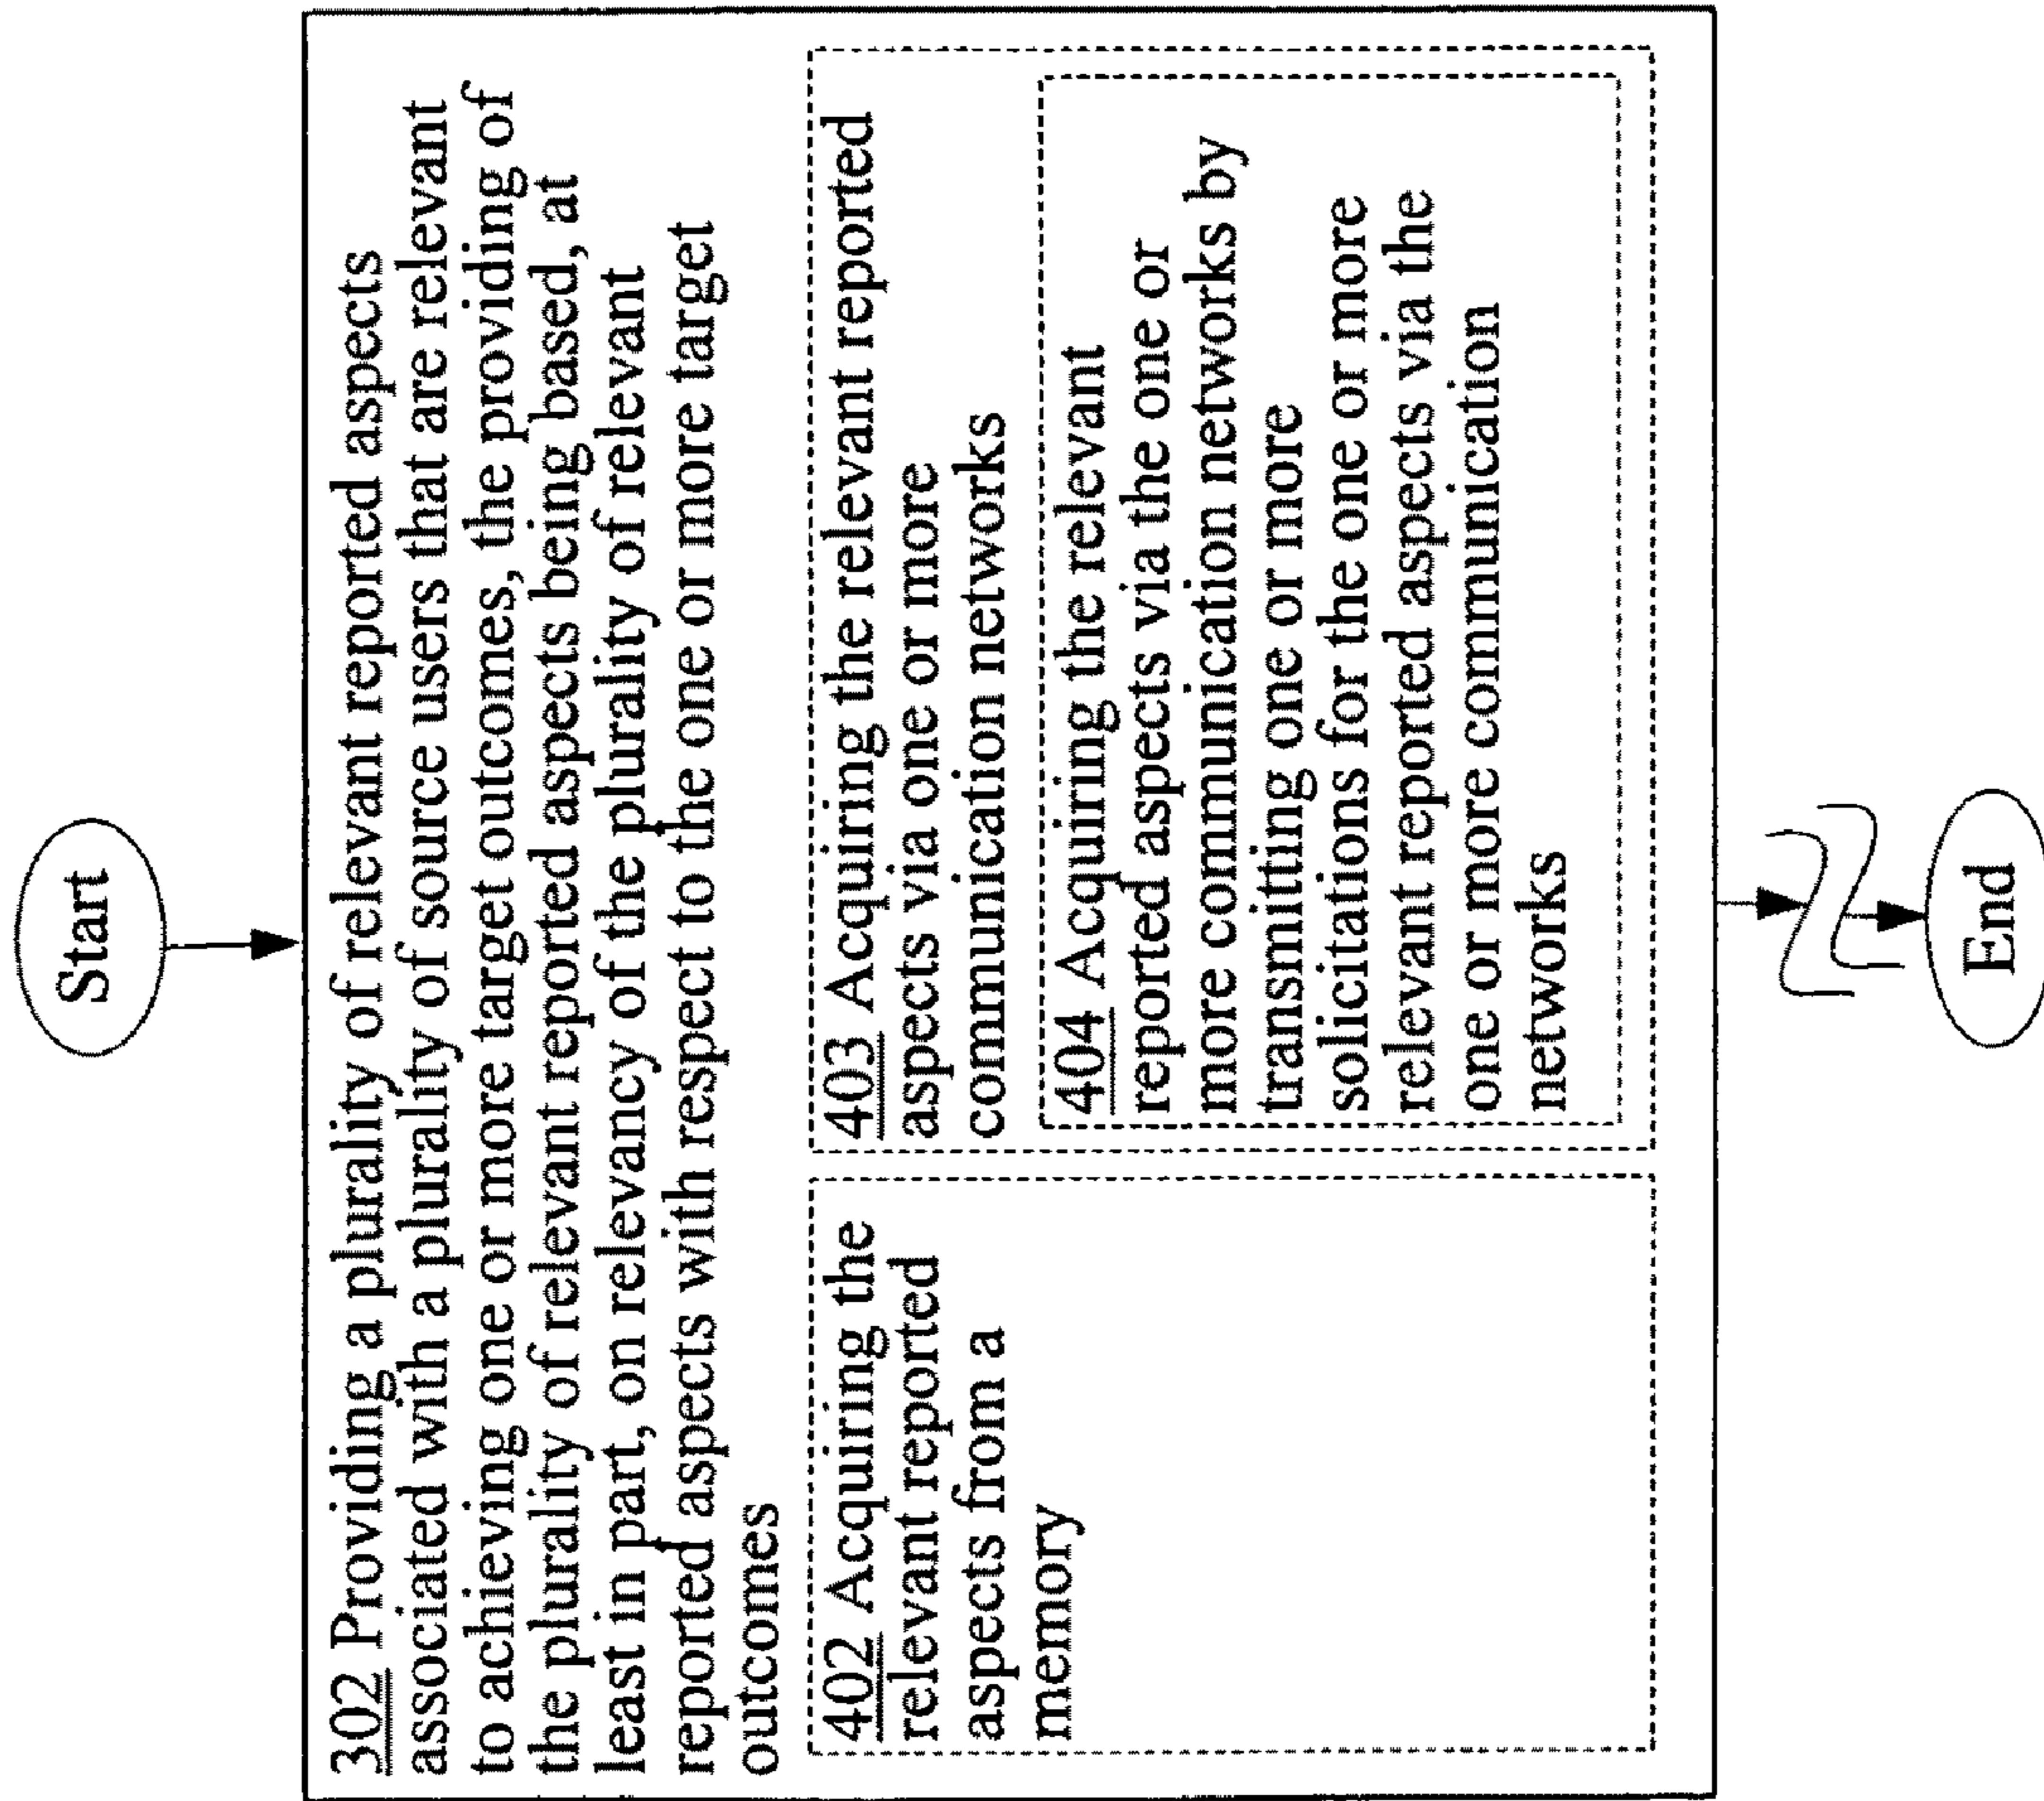 Start
302 Providing a plurality of relevant reported aspects
associated with a plurality of source users that are relevant
to achieving one or more target outcomes, the providing of
the plurality of relevant reported aspects being based, at
least in part, on relevancy of the plurality of relevant
reported aspects with respect to the one or more target
outcomes
402 Acquiring the
relevant reported
aspects from a
memory
403 Acquiring the relevant reported
aspects via one or more
communication networks
404 Acquiring the relevant
reported aspects via the one or
more communication networks by
transmitting one or more
solicitations for the one or more
relevant reported aspects via the
one or more communication
networks
End